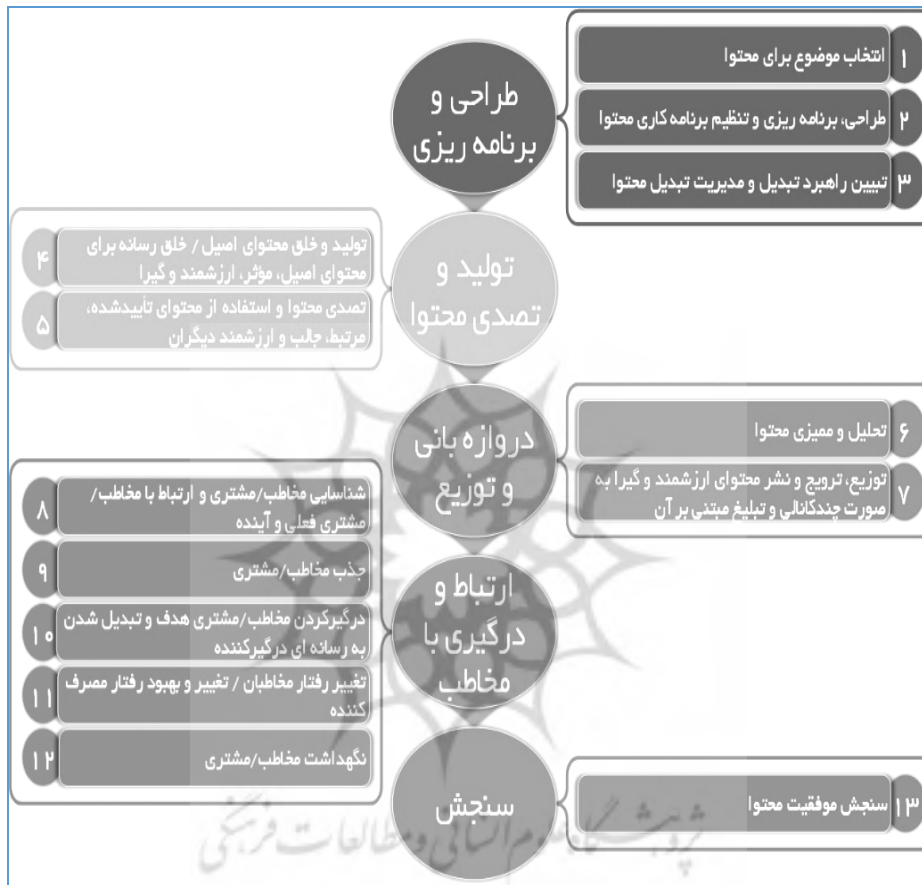 طراحی و
برنامه ریزی
۱ انتخاب موضوع برای محتوا
۲ طراحی، برنامه ریزی و تنظیم برنامه کاری محتوا
۳ تبیین راهبرد تبدیل و مدیریت تبدیل محتوا
تولید و
تصدی محتوا
۴ تولید و خلق محتوای اصیل / خلق رسانه برای
محتوای اصیل، مؤثر، ارزشمند و گیرا
۵ تصدی محتوا و استفاده از محتوای تأییدشده،
مرتبط، جالب و ارزشمند دیگران
دروازه بانی
و توزیع
۶ تحلیل و ممیزی محتوا
۷ توزیع، ترویج و نشر محتوای ارزشمند و گیرا به
صورت چندکانالی و تبلیغ مبتنی بر آن
ارتباط و
درگیری با
مخاطب
۸ شناسایی مخاطب/مشتری و ارتباط با مخاطب/
مشتری فعلی و آینده
۹ جذب مخاطب/مشتری
۱۰ درگیرکردن مخاطب/مشتری هدف و تبدیل شدن
به رسانه ای درگیرکننده
۱۱ تغییر رفتار مخاطبان / تغییر و بهبود رفتار مصرف
کننده
۱۲ نگهداشت مخاطب/مشتری
سنجش
۱۳ سنجش موفقیت محتوا
پژوهشگاه علوم انسانی و مطالعات فرهنگی